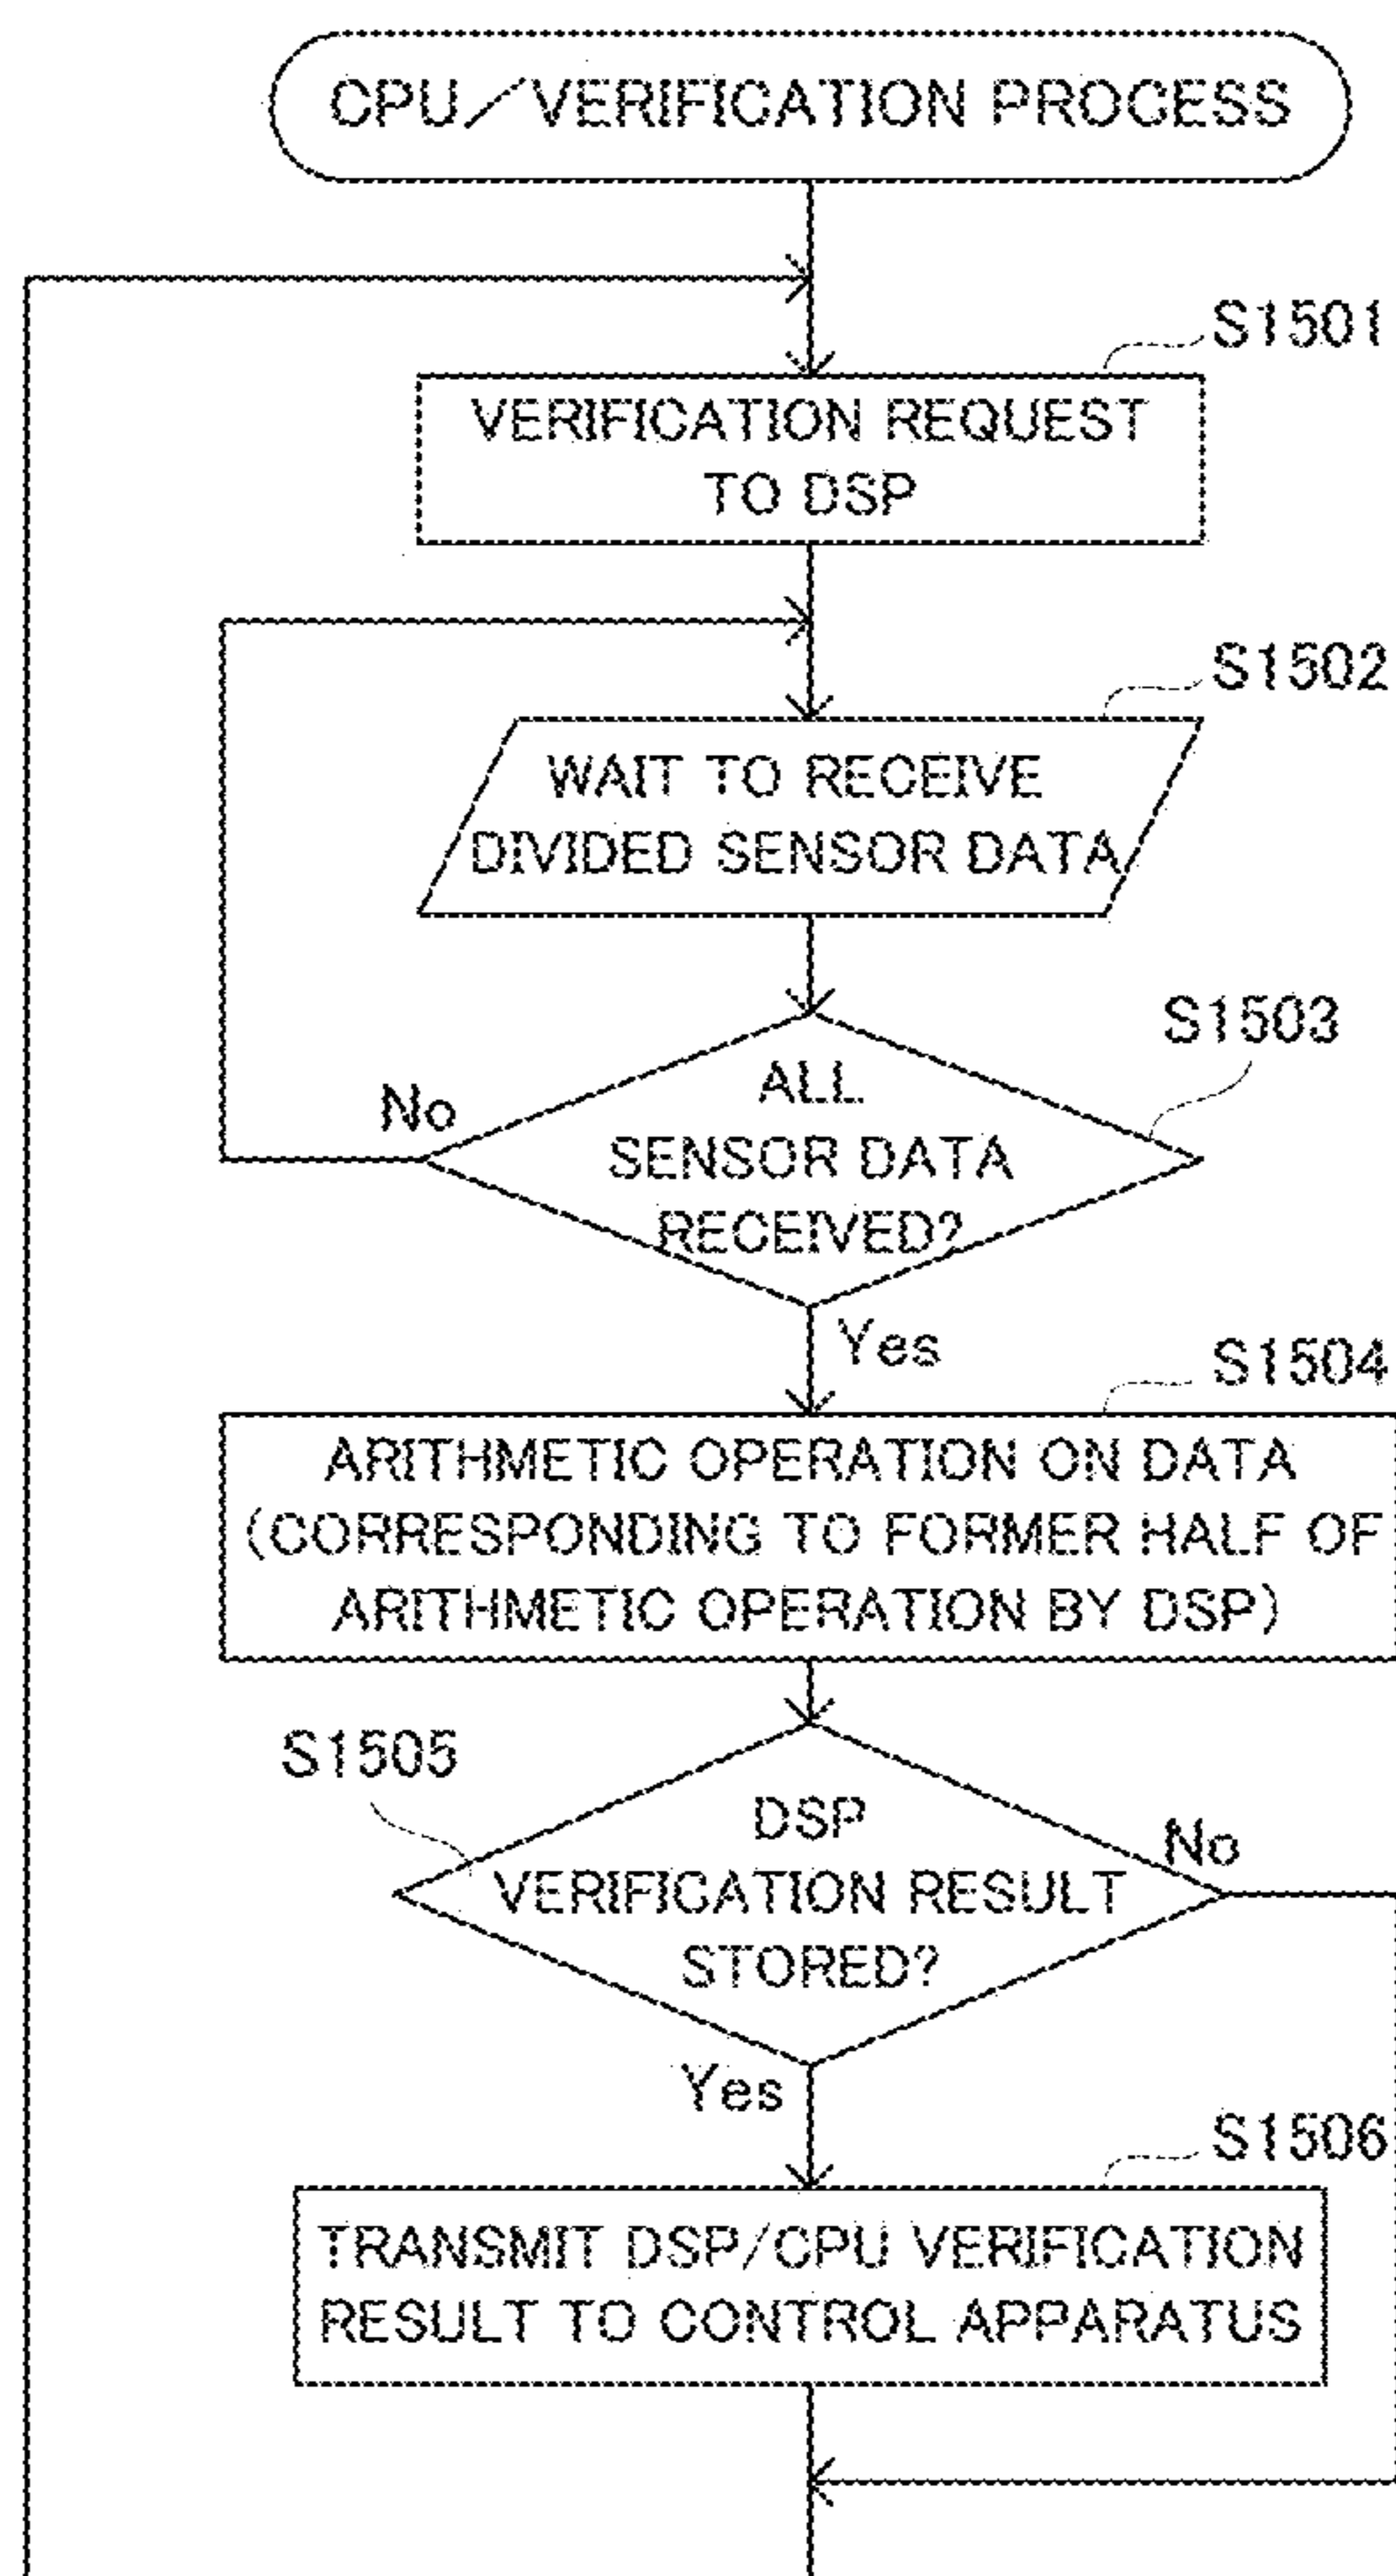 CPU/VERIFICATION PROCESS
S1501
VERIFICATION REQUEST
TO DSP
S1502
WAIT TO RECEIVE
DIVIDED SENSOR DATA
S1503
ALL
SENSOR DATA
RECEIVED?
No
Yes
S1504
ARITHMETIC OPERATION ON DATA
(CORRESPONDING TO FORMER HALF OF
ARITHMETIC OPERATION BY DSP)
S1505
DSP
VERIFICATION RESULT
STORED?
No
Yes
S1506
TRANSMIT DSP/CPU VERIFICATION
RESULT TO CONTROL APPARATUS